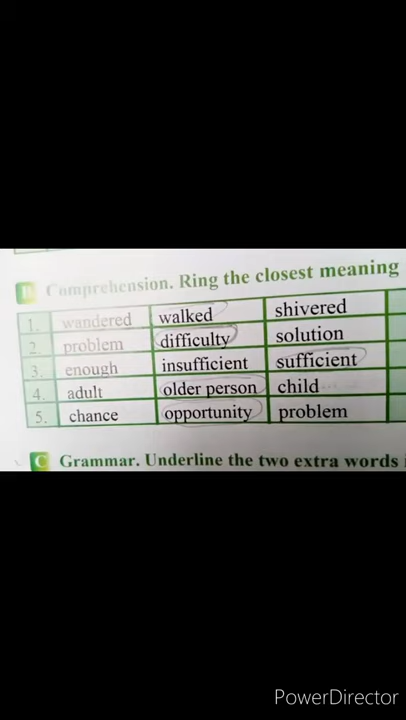 B Comprehension. Ring the closest meaning
1. wandered walked shivered
2. problem difficulty solution
3. enough insufficient sufficient
4. adult older person child
5. chance opportunity problem
C Grammar. Underline the two extra words
PowerDirector